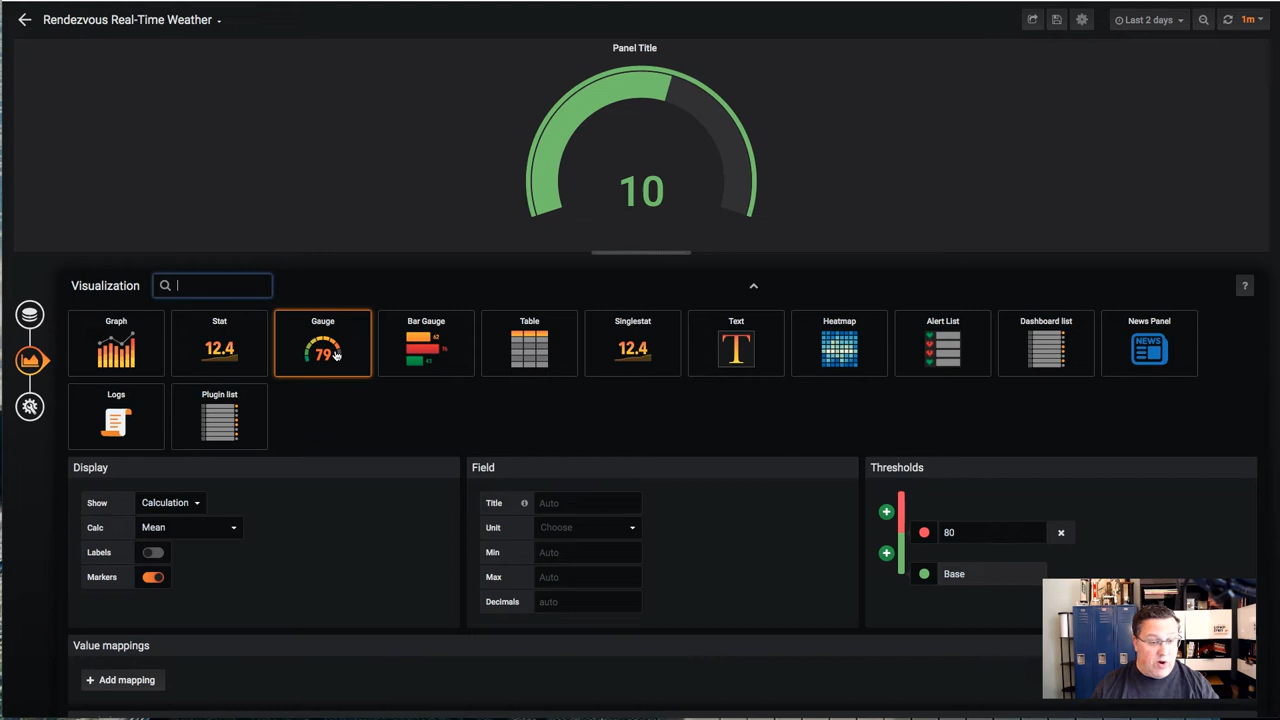 Rendezvous Real-Time Weather
Last 2 days
1m
Panel Title
10
Visualization
?
Graph
Stat
Gauge
Bar Gauge
Table
Singlestat
Text
Heatmap
Alert List
Dashboard list
News Panel
12.4
79
62
43
12.4
T
Logs
Plugin list
Display
Field
Thresholds
Show
Calculation
Title
Auto
Calc
Mean
Unit
Choose
80
Labels
Min
Auto
Markers
Max
Auto
Base
Decimals
auto
Value mappings
+ Add mapping